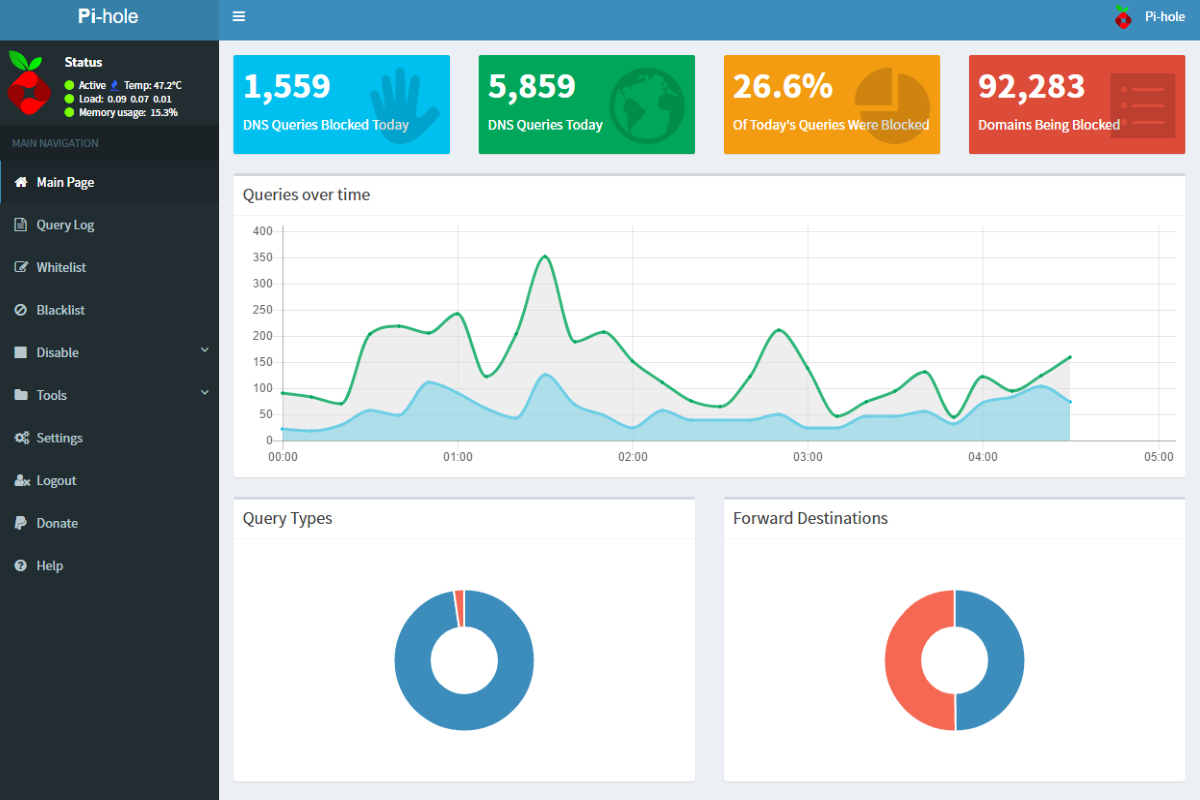 Pi-hole
Pi-hole
Status
Active Temp: 47.2°C
Load: 0.09 0.07 0.01
Memory usage: 15.3%
MAIN NAVIGATION
Main Page
Query Log
Whitelist
Blacklist
Disable
Tools
Settings
Logout
Donate
Help
1,559
DNS Queries Blocked Today
5,859
DNS Queries Today
26.6%
Of Today's Queries Were Blocked
92,283
Domains Being Blocked
Queries over time
400
350
300
250
200
150
100
50
0
00:00 01:00 02:00 03:00 04:00 05:00
Query Types
Forward Destinations